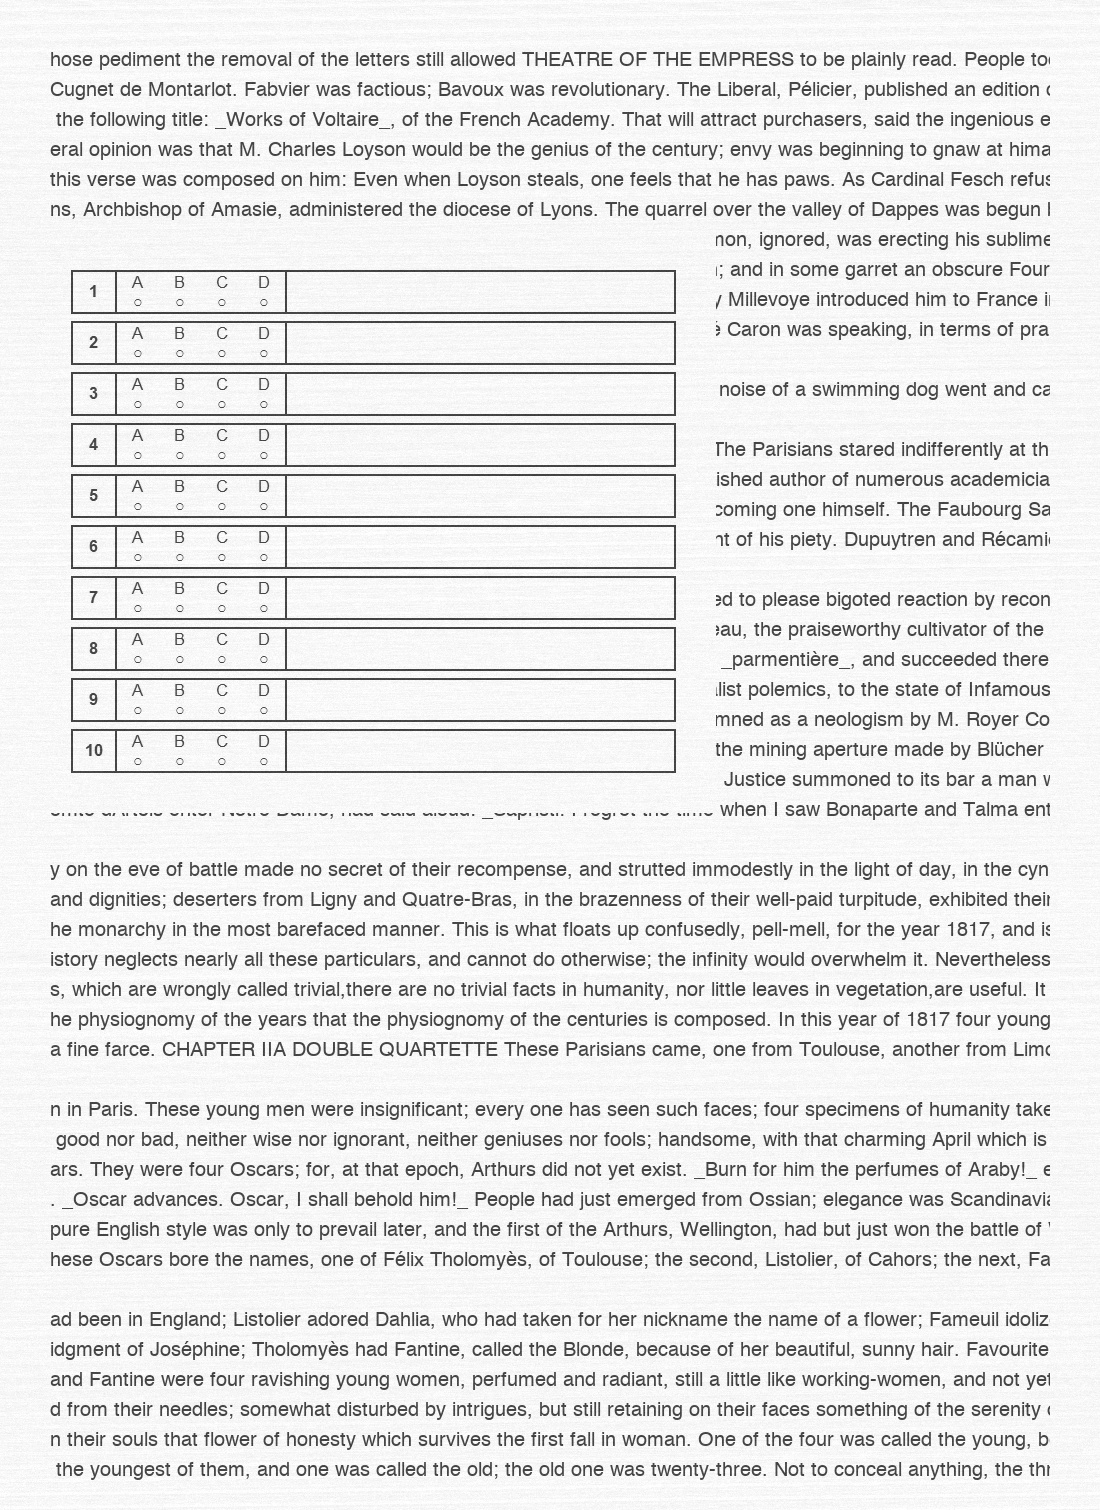 hose pediment the removal of the letters still allowed THEATRE OF THE EMPRESS to be plainly read. People
Cugnet de Montarlot. Fabvier was factious; Bavoux was revolutionary. The Liberal, Pélicier, published an edition
the following title: _Works of Voltaire_, of the French Academy. That will attract purchasers, said the ingenious
eral opinion was that M. Charles Loyson would be the genius of the century; envy was beginning to gnaw at hima
this verse was composed on him: Even when Loyson steals, one feels that he has paws. As Cardinal Fesch refus
ns, Archbishop of Amasie, administered the diocese of Lyons. The quarrel over the valley of Dappes was begun
mon, ignored, was erecting his sublime
; and in some garret an obscure Four
Millevoye introduced him to France
Caron was speaking, in terms of pra
noise of a swimming dog went and ca
The Parisians stared indifferently at th
ished author of numerous academicia
coming one himself. The Faubourg Sa
nt of his piety. Dupuytren and Récami
ed to please bigoted reaction by recon
eau, the praiseworthy cultivator of the
_parmentière_, and succeeded there
list polemics, to the state of Infamous
mned as a neologism by M. Royer Co
the mining aperture made by Blücher
Justice summoned to its bar a man
when I saw Bonaparte and Talma ent
1 A B C D
2 A B C D
3 A B C D
4 A B C D
5 A B C D
6 A B C D
7 A B C D
8 A B C D
9 A B C D
10 A B C D
y on the eve of battle made no secret of their recompense, and strutted immodestly in the light of day, in the cyn
and dignities; deserters from Ligny and Quatre-Bras, in the brazenness of their well-paid turpitude, exhibited their
he monarchy in the most barefaced manner. This is what floats up confusedly, pell-mell, for the year 1817, and is
istory neglects nearly all these particulars, and cannot do otherwise; the infinity would overwhelm it. Nevertheless
s, which are wrongly called trivial,there are no trivial facts in humanity, nor little leaves in vegetation,are useful. It
he physiognomy of the years that the physiognomy of the centuries is composed. In this year of 1817 four young
a fine farce. CHAPTER IIA DOUBLE QUARTETTE These Parisians came, one from Toulouse, another from Limo
n in Paris. These young men were insignificant; every one has seen such faces; four specimens of humanity take
good nor bad, neither wise nor ignorant, neither geniuses nor fools; handsome, with that charming April which is
ars. They were four Oscars; for, at that epoch, Arthurs did not yet exist. _Burn for him the perfumes of Araby!_ e
. _Oscar advances. Oscar, I shall behold him!_ People had just emerged from Ossian; elegance was Scandinavia
pure English style was only to prevail later, and the first of the Arthurs, Wellington, had but just won the battle of
hese Oscars bore the names, one of Félix Tholomyès, of Toulouse; the second, Listolier, of Cahors; the next, Fa
ad been in England; Listolier adored Dahlia, who had taken for her nickname the name of a flower; Fameuil idoliz
idgment of Joséphine; Tholomyès had Fantine, called the Blonde, because of her beautiful, sunny hair. Favourite
and Fantine were four ravishing young women, perfumed and radiant, still a little like working-women, and not yet
d from their needles; somewhat disturbed by intrigues, but still retaining on their faces something of the serenity
n their souls that flower of honesty which survives the first fall in woman. One of the four was called the young, b
the youngest of them, and one was called the old; the old one was twenty-three. Not to conceal anything, the thr